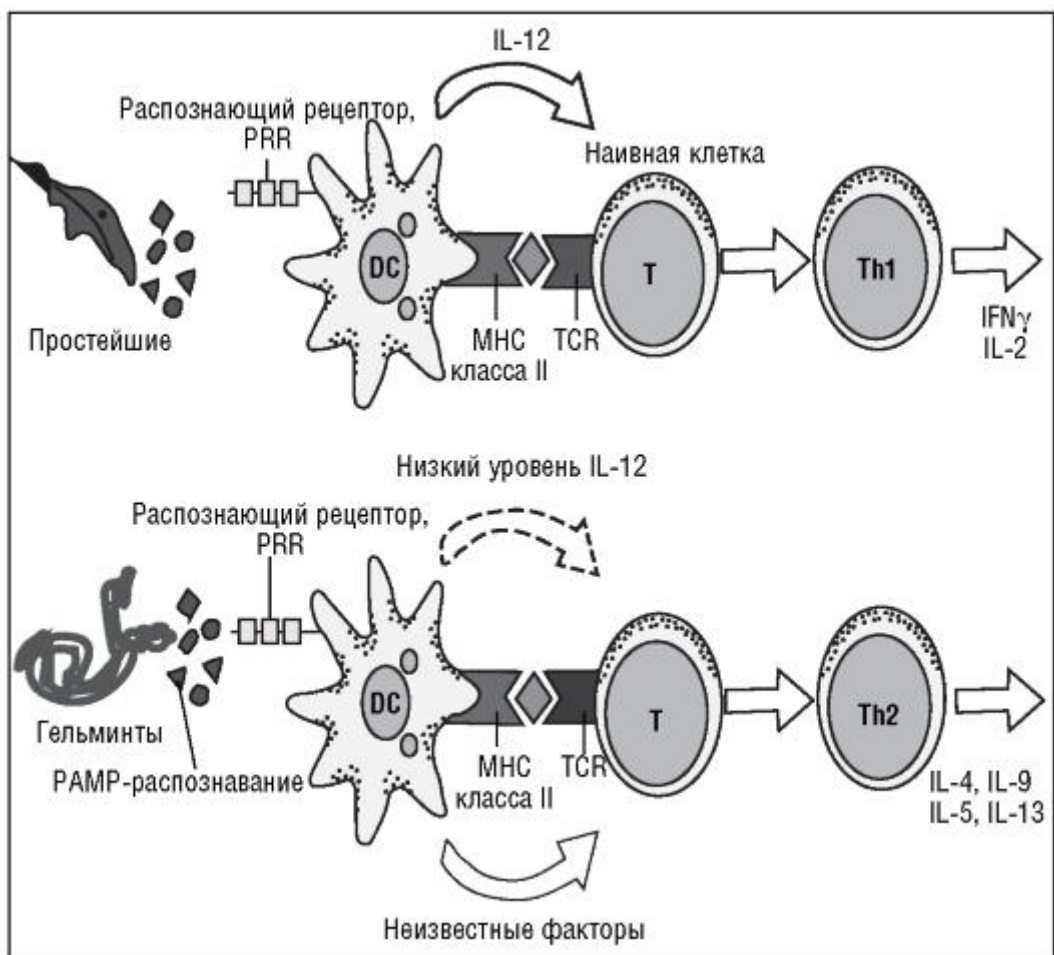 IL-12
Распознающий рецептор,
PRR
Наивная клетка
DC
T
Th1
Простейшие
MHC
класса II
TCR
IFNγ
IL-2
Низкий уровень IL-12
Распознающий рецептор,
PRR
DC
T
Th2
Гельминты
PAMP-распознавание
MHC
класса II
TCR
IL-4, IL-9
IL-5, IL-13
Неизвестные факторы